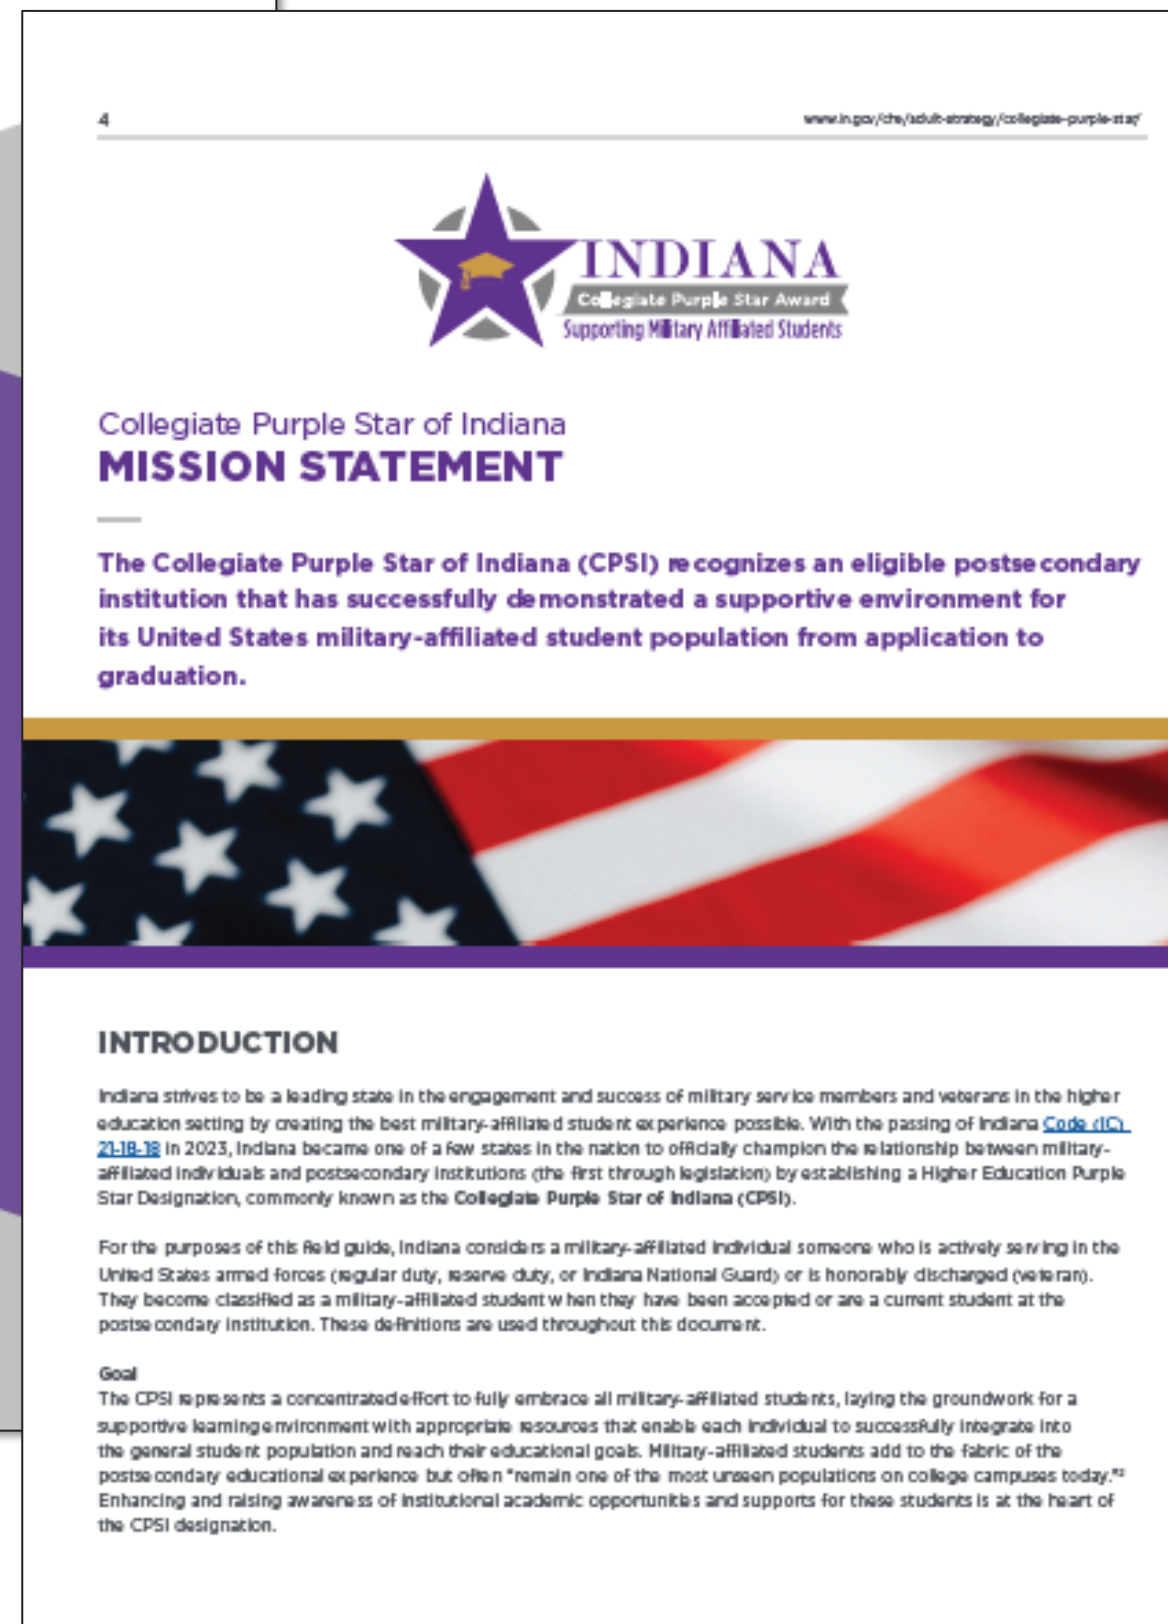 4
www.in.gov/che/adult-strategy/collegiate-purple-star/
INDIANA
Collegiate Purple Star Award
Supporting Military Affiliated Students
Collegiate Purple Star of Indiana
MISSION STATEMENT
The Collegiate Purple Star of Indiana (CPSI) recognizes an eligible postsecondary
institution that has successfully demonstrated a supportive environment for
its United States military-affiliated student population from application to
graduation.
INTRODUCTION
Indiana strives to be a leading state in the engagement and success of military service members and veterans in the higher
education setting by creating the best military-affiliated student experience possible. With the passing of Indiana Code (IC)
21-18-18 in 2023, Indiana became one of a few states in the nation to officially champion the relationship between military-
affiliated individuals and postsecondary institutions (the first through legislation) by establishing a Higher Education Purple
Star Designation, commonly known as the Collegiate Purple Star of Indiana (CPSI).
For the purposes of this field guide, Indiana considers a military-affiliated individual someone who is actively serving in the
United States armed forces (regular duty, reserve duty, or Indiana National Guard) or is honorably discharged (veteran).
They become classified as a military-affiliated student when they have been accepted or are a current student at the
postsecondary institution. These definitions are used throughout this document.
Goal
The CPSI represents a concentrated effort to fully embrace all military-affiliated students, laying the groundwork for a
supportive learning environment with appropriate resources that enable each individual to successfully integrate into
the general student population and reach their educational goals. Military-affiliated students add to the fabric of the
postsecondary educational experience but often "remain one of the most unseen populations on college campuses today."²
Enhancing and raising awareness of institutional academic opportunities and supports for these students is at the heart of
the CPSI designation.